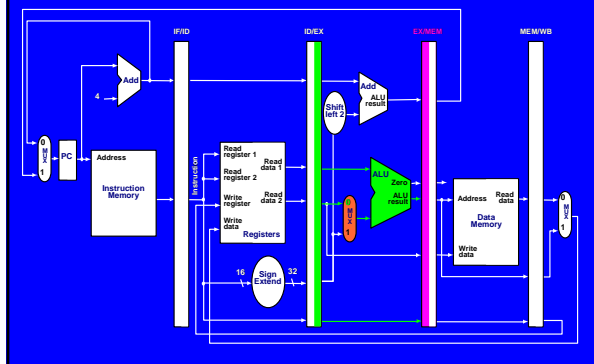 IF/ID
ID/EX
EX/MEM
MEM/WB
Add
4
Add
ALU
result
Shift
left 2
0
MUX
1
PC
Address
Instruction
Memory
Instruction
Read
register 1
Read
register 2
Write
register
Write
data
Read
data 1
Read
data 2
Registers
16
Sign
Extend
32
0
MUX
1
ALU
Zero
ALU
result
Address
Read
data
Data
Memory
Write
data
0
MUX
1